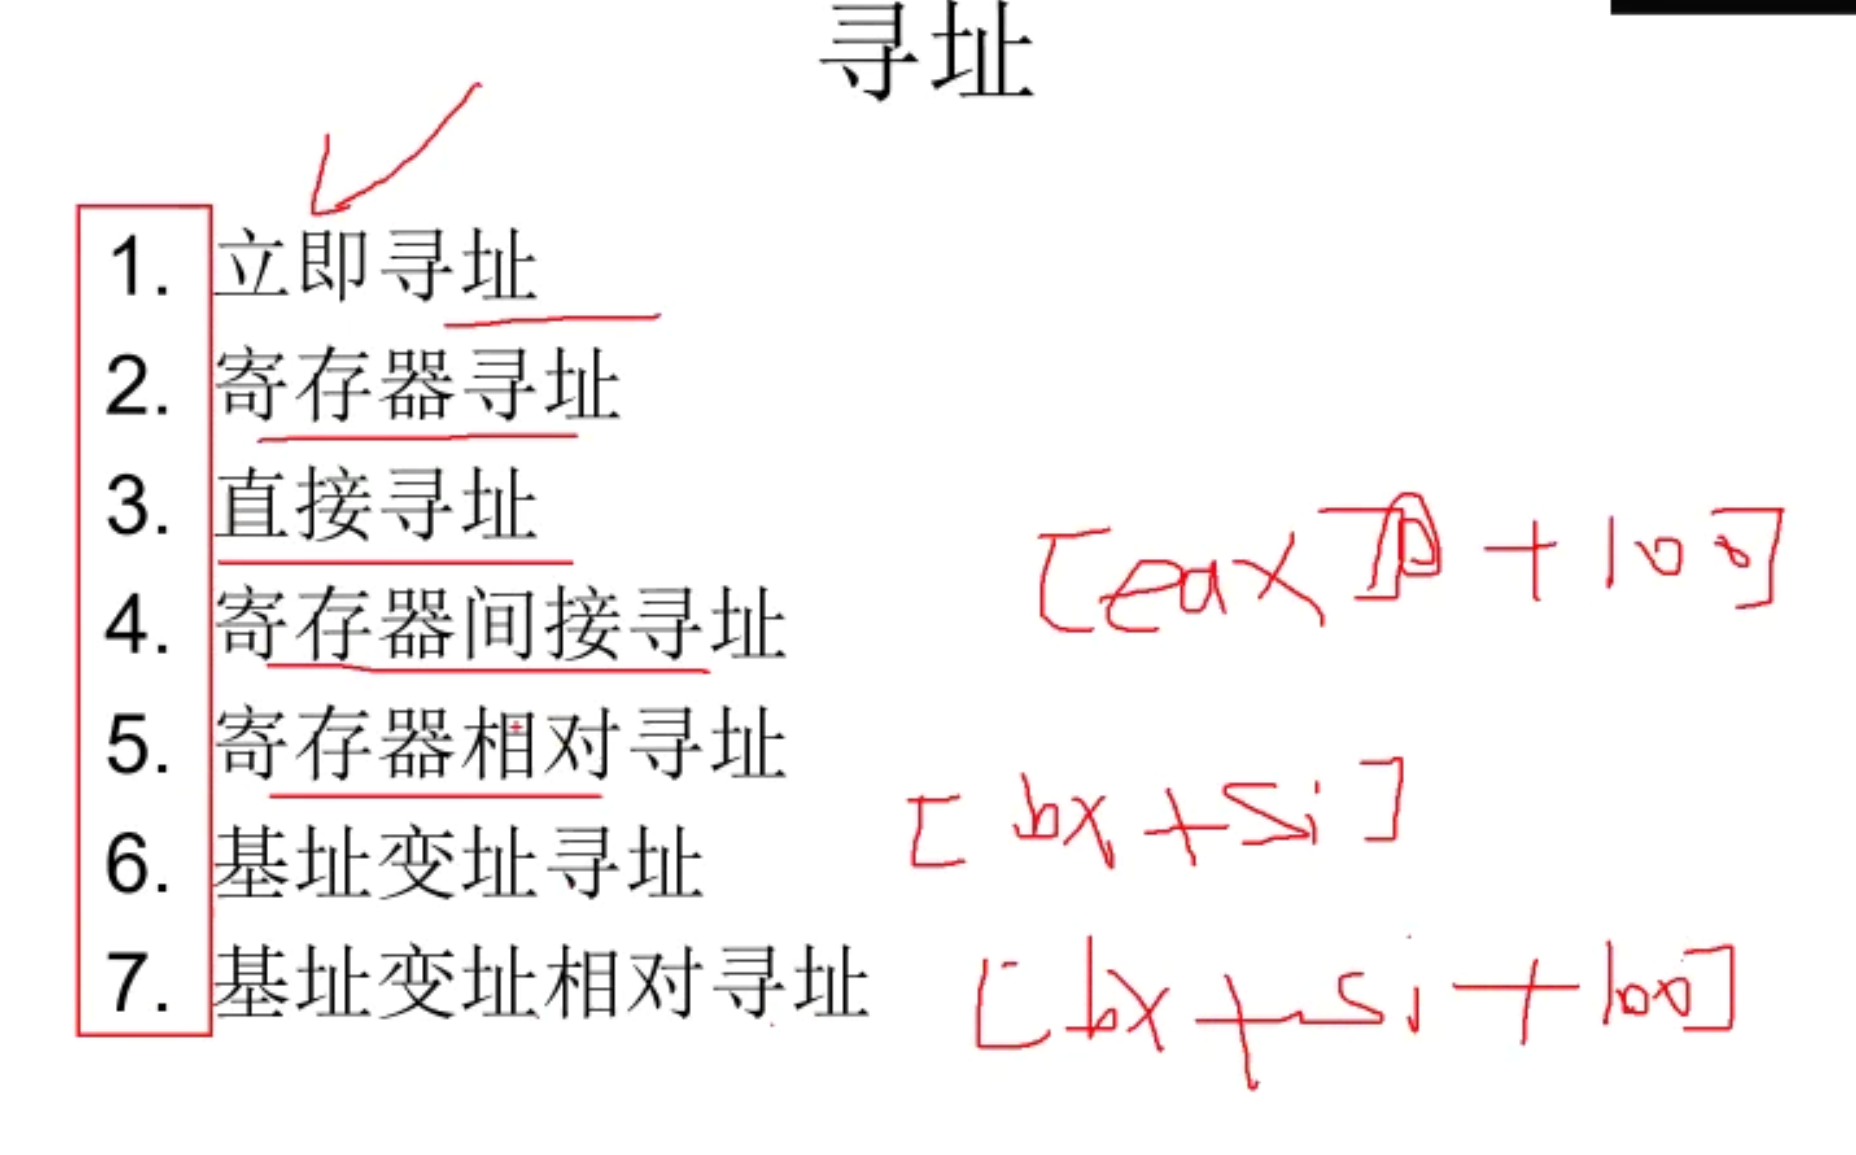 寻址
1. 立即寻址
2. 寄存器寻址
3. 直接寻址
4. 寄存器间接寻址
[eax + 100]
5. 寄存器相对寻址
[bx+si]
6. 基址变址寻址
7. 基址变址相对寻址
[bx+si+100]